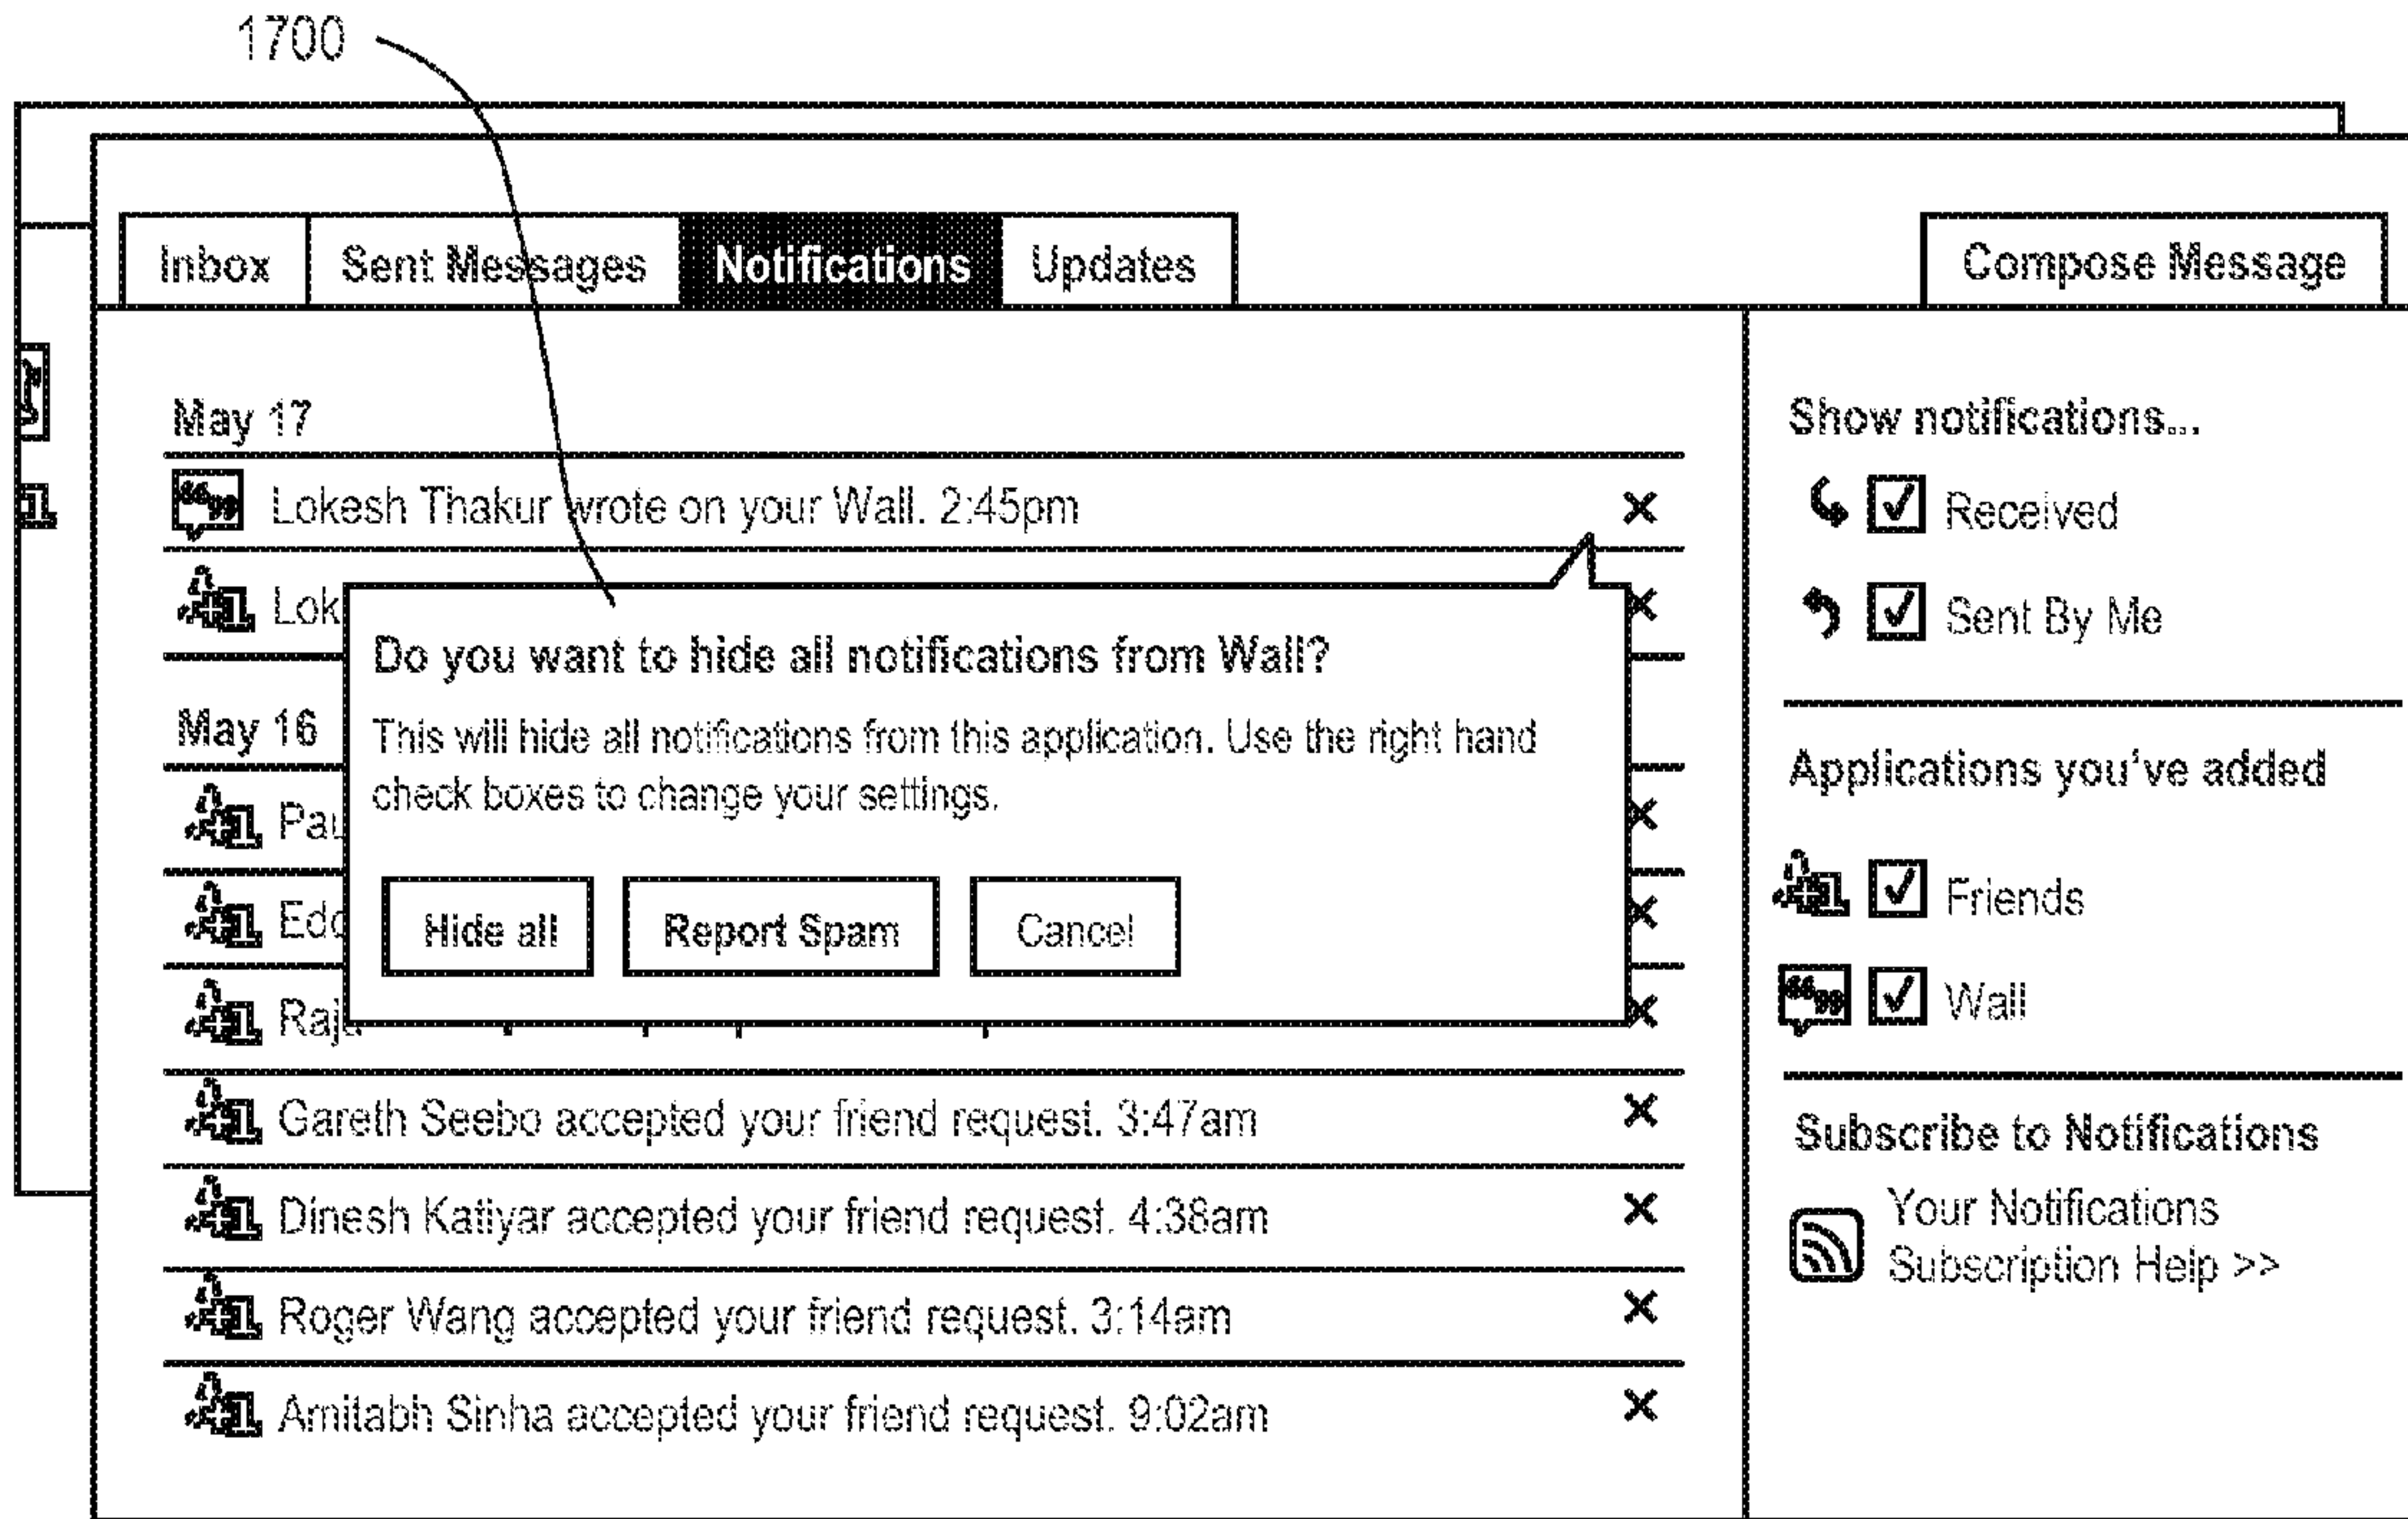 1700
Inbox Sent Messages Notifications Updates Compose Message
May 17
Lokesh Thakur wrote on your Wall. 2:45pm
Lok
Do you want to hide all notifications from Wall?
This will hide all notifications from this application. Use the right hand
check boxes to change your settings.
Hide all Report Spam Cancel
May 16
Gareth Seebo accepted your friend request. 3:47am
Dinesh Katiyar accepted your friend request. 4:38am
Roger Wang accepted your friend request. 3:14am
Amitabh Sinha accepted your friend request. 9:02am
Show notifications...
Received
Sent By Me
Applications you've added
Friends
Wall
Subscribe to Notifications
Your Notifications
Subscription Help >>